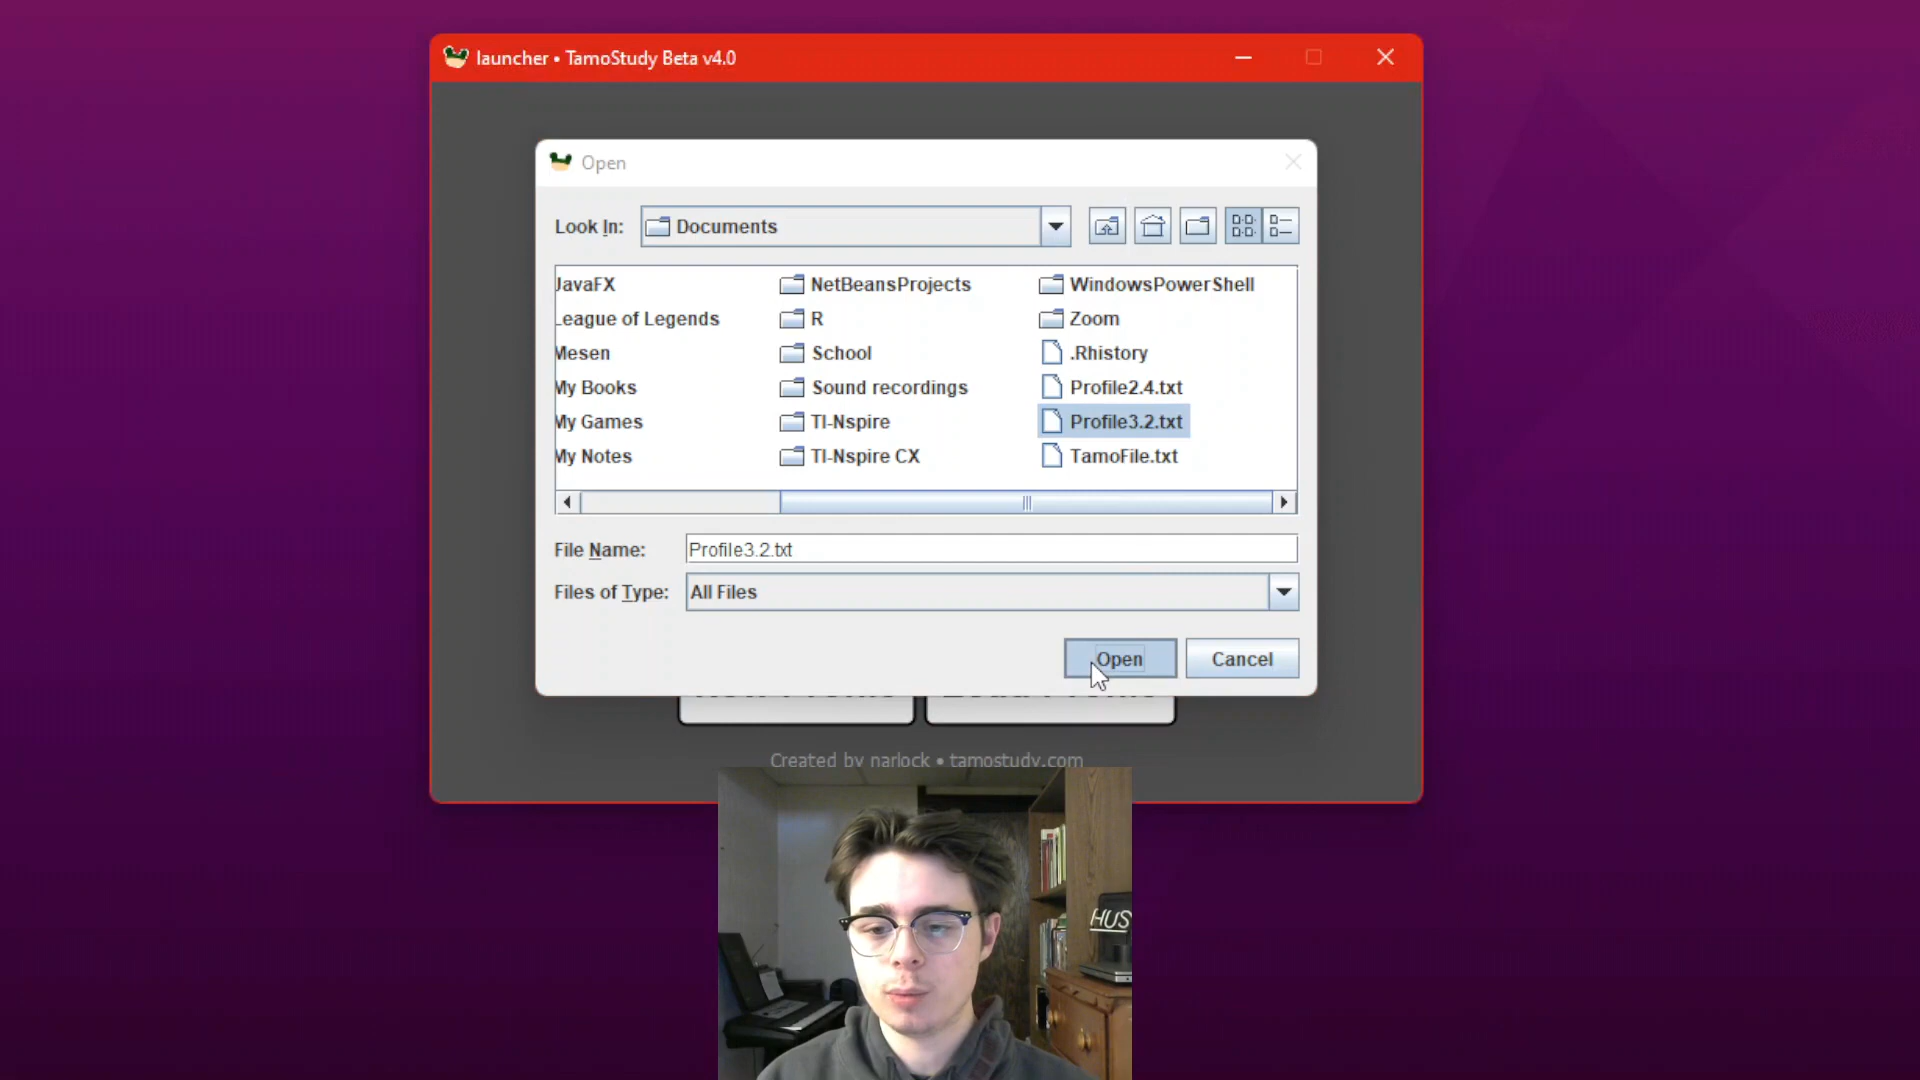 launcher • TamoStudy Beta v4.0
Open
Look In: Documents
JavaFX
League of Legends
Mesen
My Books
My Games
My Notes
NetBeansProjects
R
School
Sound recordings
TI-Nspire
TI-Nspire CX
WindowsPowerShell
Zoom
.Rhistory
Profile2.4.txt
Profile3.2.txt
TamoFile.txt
File Name: Profile3.2.txt
Files of Type: All Files
Open Cancel
Created by narlock • tamostudy.com
HUS